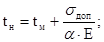 tн = tм + σдоп / (α · E);